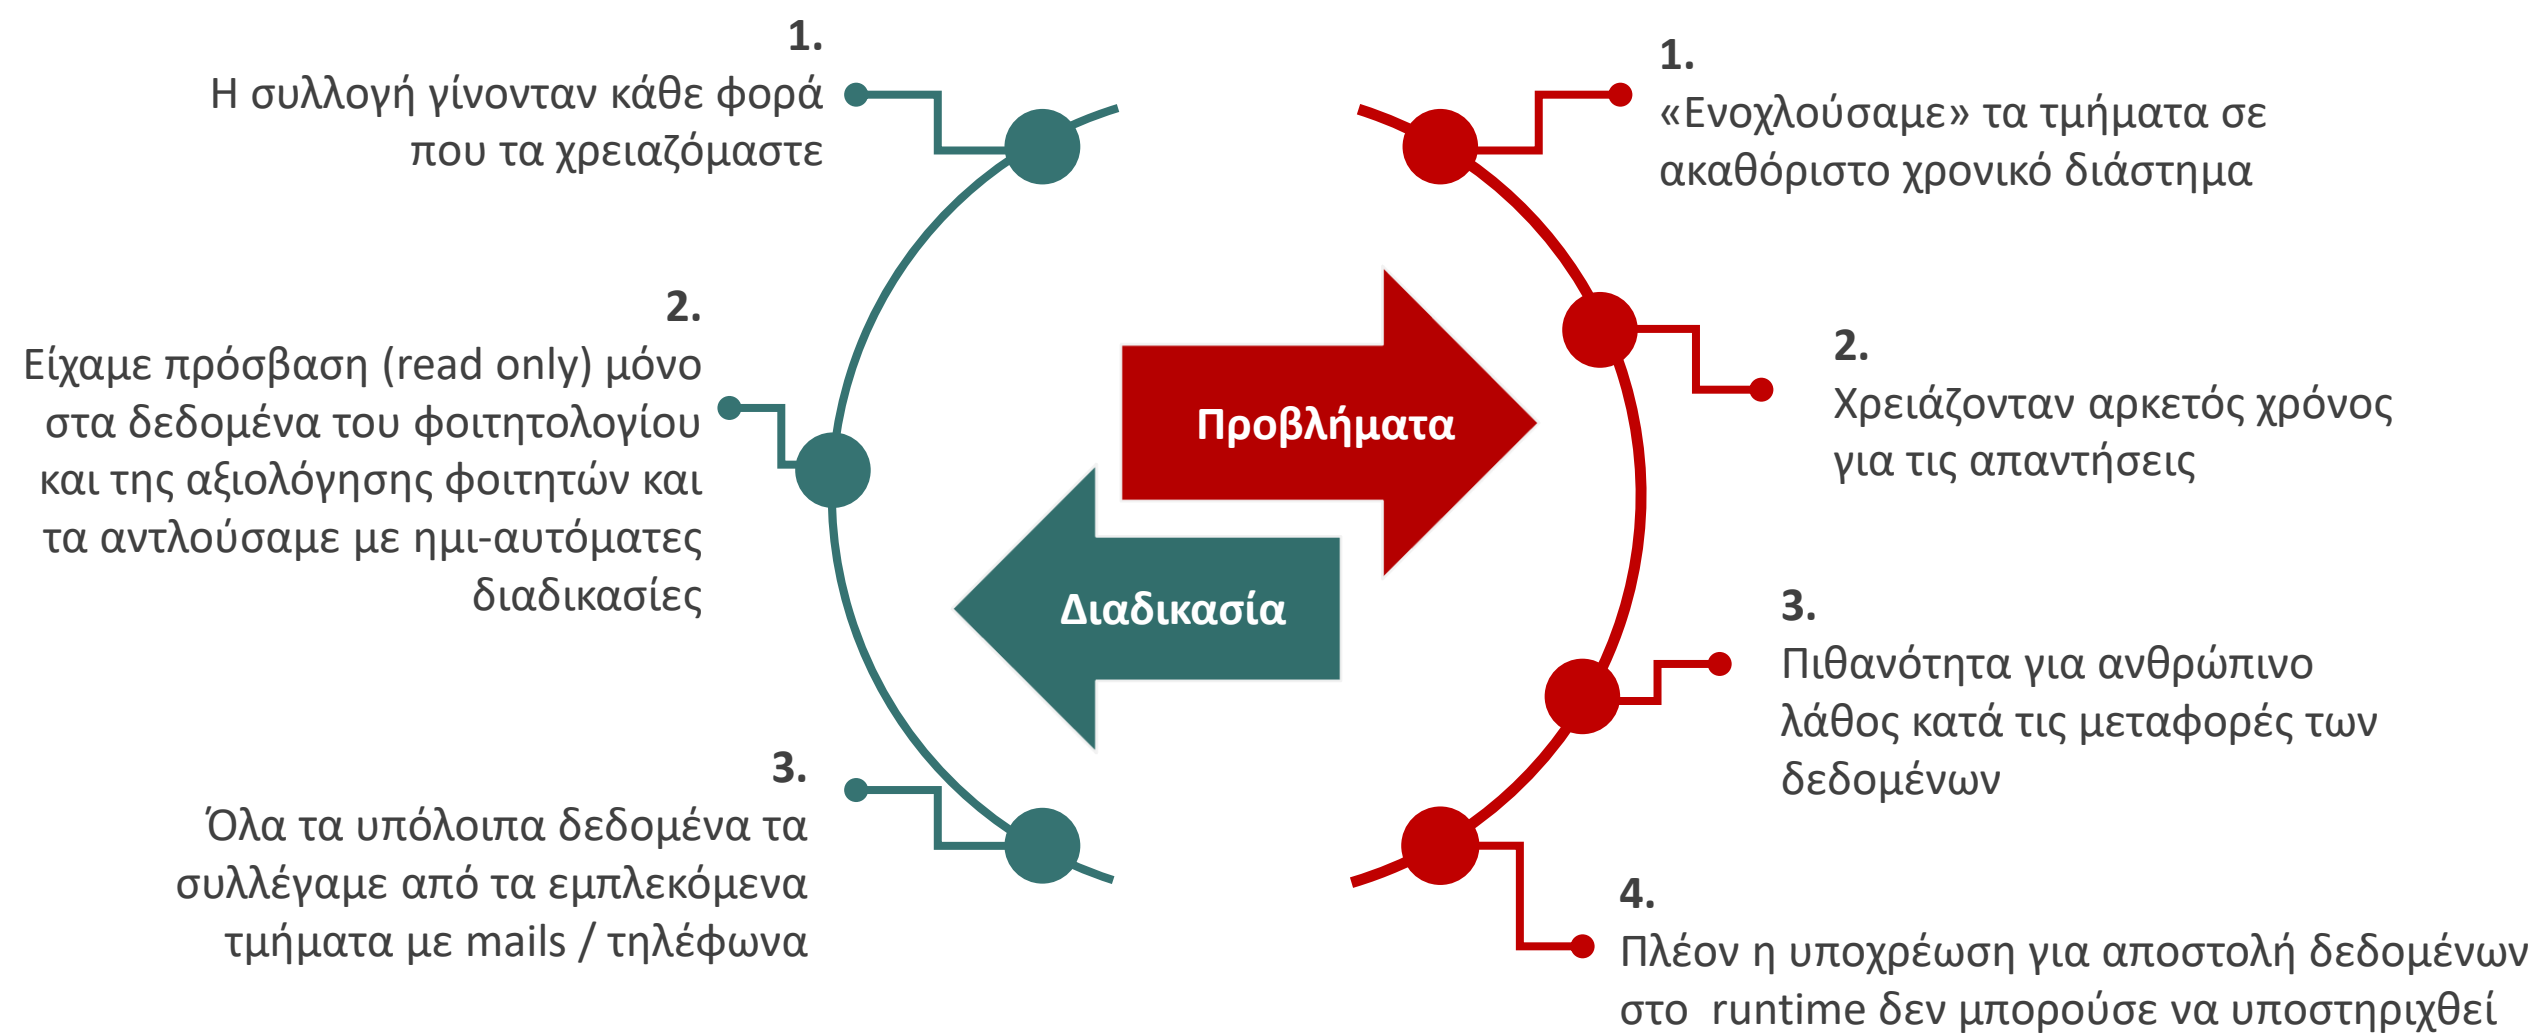 1.
Η συλλογή γίνονταν κάθε φορά
που τα χρειαζόμαστε
2.
Είχαμε πρόσβαση (read only) μόνο
στα δεδομένα του φοιτητολογίου
και της αξιολόγησης φοιτητών και
τα αντλούσαμε με ημι-αυτόματες
διαδικασίες
3.
Όλα τα υπόλοιπα δεδομένα τα
συλλέγαμε από τα εμπλεκόμενα
τμήματα με mails / τηλέφωνα
Προβλήματα
Διαδικασία
1.
«Ενοχλούσαμε» τα τμήματα σε
ακαθόριστο χρονικό διάστημα
2.
Χρειάζονταν αρκετός χρόνος
για τις απαντήσεις
3.
Πιθανότητα για ανθρώπινο
λάθος κατά τις μεταφορές των
δεδομένων
4.
Πλέον η υποχρέωση για αποστολή δεδομένων
στο  runtime δεν μπορούσε να υποστηριχθεί